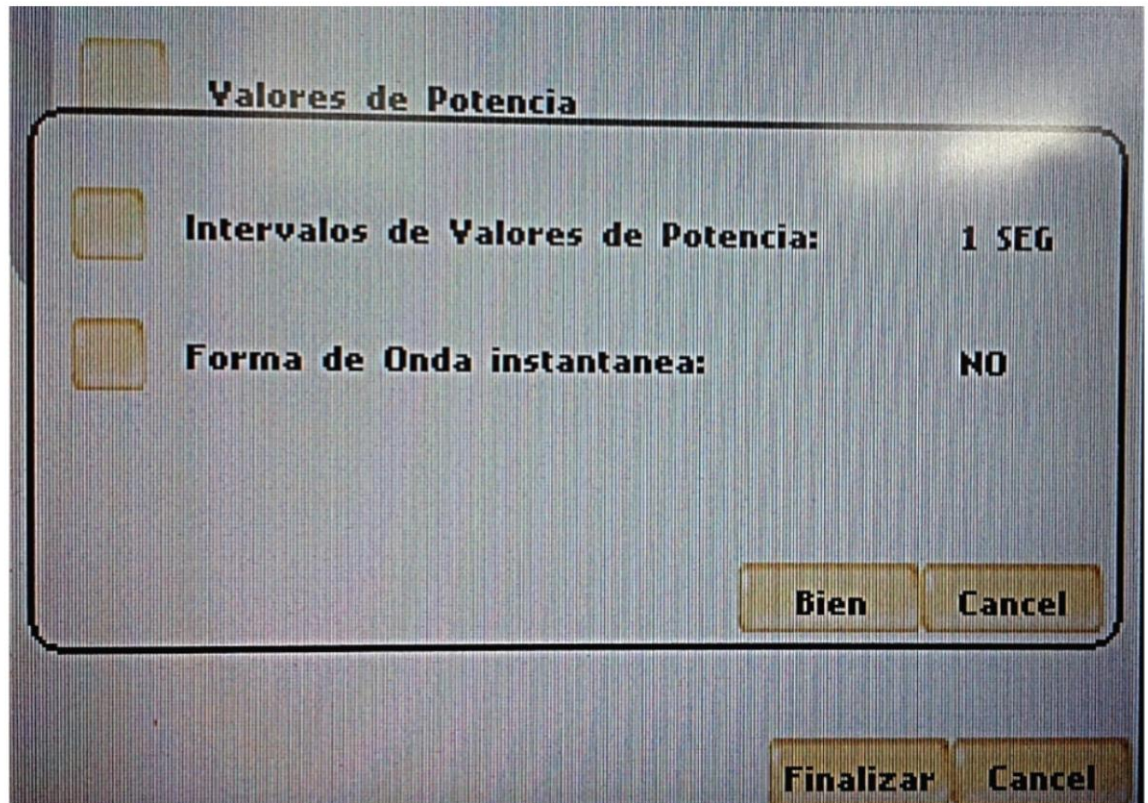 Valores de Potencia
Intervalos de Valores de Potencia: 1 SEG
Forma de Onda instantanea: NO
Bien Cancel
Finalizar Cancel